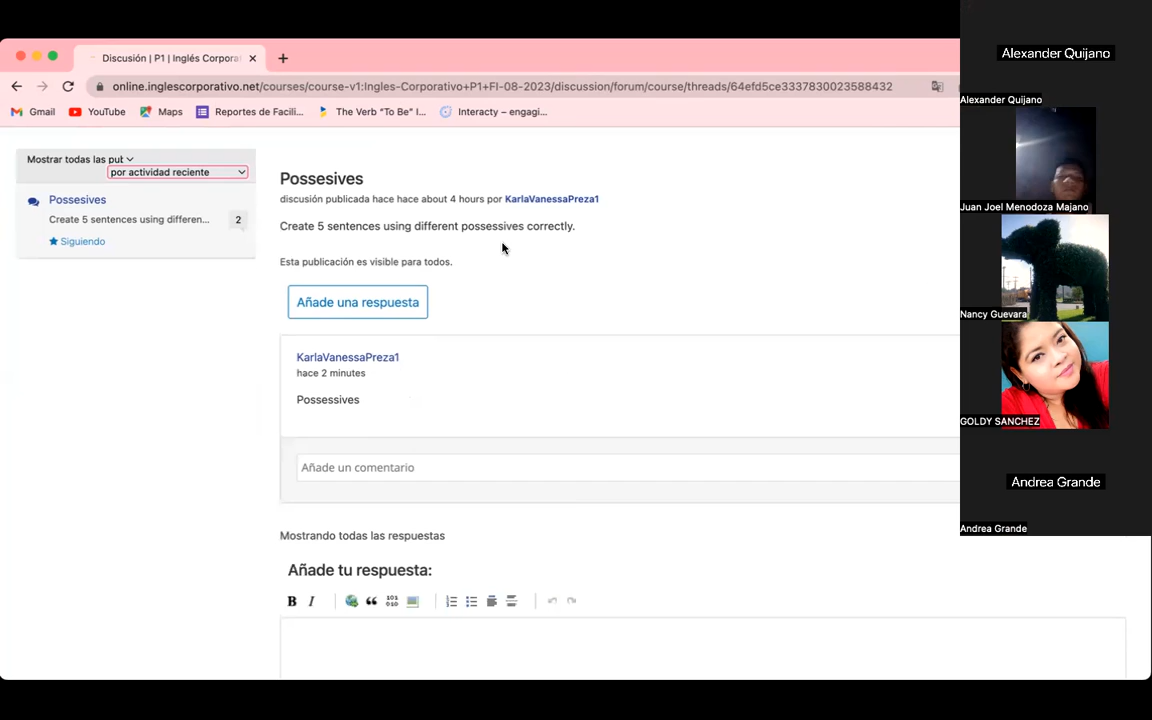 Discusión | P1 | Inglés Corpora
online.inglescorporativo.net/courses/course-v1:Ingles-Corporativo+P1+FI-08-2023/discussion/forum/course/threads/64efd5ce3337830023588432
Gmail
YouTube
Maps
Reportes de Facili...
The Verb "To Be" I...
Interacty – engagi...
Mostrar todas las put
por actividad reciente
Possesives
Create 5 sentences using differen...
2
Siguiendo
Possesives
discusión publicada hace hace about 4 hours por KarlaVanessaPreza1
Create 5 sentences using different possessives correctly.
Esta publicación es visible para todos.
Añade una respuesta
KarlaVanessaPreza1
hace 2 minutes
Possessives
Añade un comentario
Mostrando todas las respuestas
Añade tu respuesta:
B I
101
010
Alexander Quijano
Alexander Quijano
Juan Joel Menodoza Majano
Nancy Guevara
GOLDY SANCHEZ
Andrea Grande
Andrea Grande